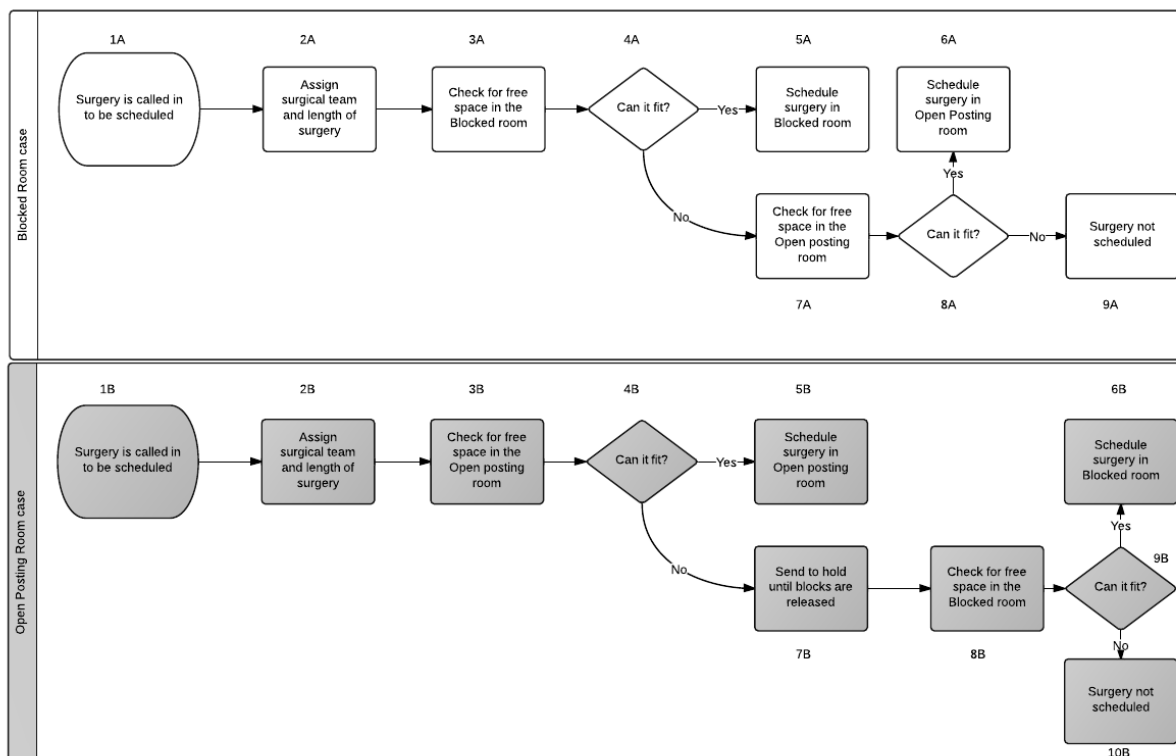 Blocked Room case
1A
2A
3A
4A
5A
6A
Surgery is called in
to be scheduled
Assign
surgical team
and length of
surgery
Check for free
space in the
Blocked room
Can it fit?
Yes
Schedule
surgery in
Blocked room
Schedule
surgery in
Open Posting
room
Yes
No
Check for free
space in the
Open posting
room
Can it fit?
No
Surgery not
scheduled
7A
8A
9A
Open Posting Room case
1B
2B
3B
4B
5B
6B
Surgery is called in
to be scheduled
Assign
surgical team
and length of
surgery
Check for free
space in the
Open posting
room
Can it fit?
Yes
Schedule
surgery in
Open posting
room
Schedule
surgery in
Blocked room
Yes
9B
No
Send to hold
until blocks are
released
Check for free
space in the
Blocked room
Can it fit?
No
7B
8B
Surgery not
scheduled
10B